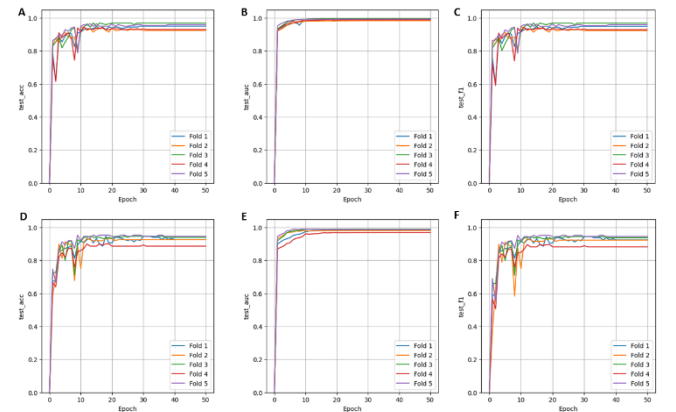 A
test_acc
1.0
0.8
0.6
0.4
0.2
0.0
0
10
20
30
40
50
Epoch
Fold 1
Fold 2
Fold 3
Fold 4
Fold 5
B
test_auc
1.0
0.8
0.6
0.4
0.2
0.0
0
10
20
30
40
50
Epoch
Fold 1
Fold 2
Fold 3
Fold 4
Fold 5
C
test_f1
1.0
0.8
0.6
0.4
0.2
0.0
0
10
20
30
40
50
Epoch
Fold 1
Fold 2
Fold 3
Fold 4
Fold 5
D
test_acc
1.0
0.8
0.6
0.4
0.2
0.0
0
10
20
30
40
50
Epoch
Fold 1
Fold 2
Fold 3
Fold 4
Fold 5
E
test_auc
1.0
0.8
0.6
0.4
0.2
0.0
0
10
20
30
40
50
Epoch
Fold 1
Fold 2
Fold 3
Fold 4
Fold 5
F
test_f1
1.0
0.8
0.6
0.4
0.2
0.0
0
10
20
30
40
50
Epoch
Fold 1
Fold 2
Fold 3
Fold 4
Fold 5